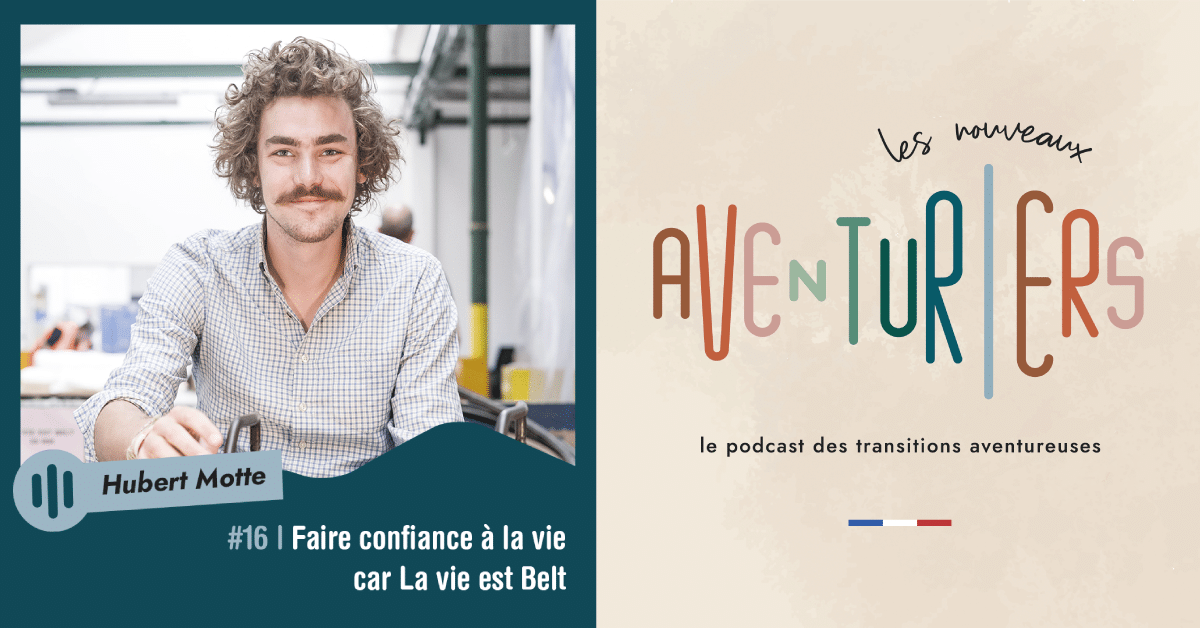 Hubert Motte
#16 | Faire confiance à la vie
car La vie est Belt
les nouveaux
AVENTURIERS
le podcast des transitions aventureuses